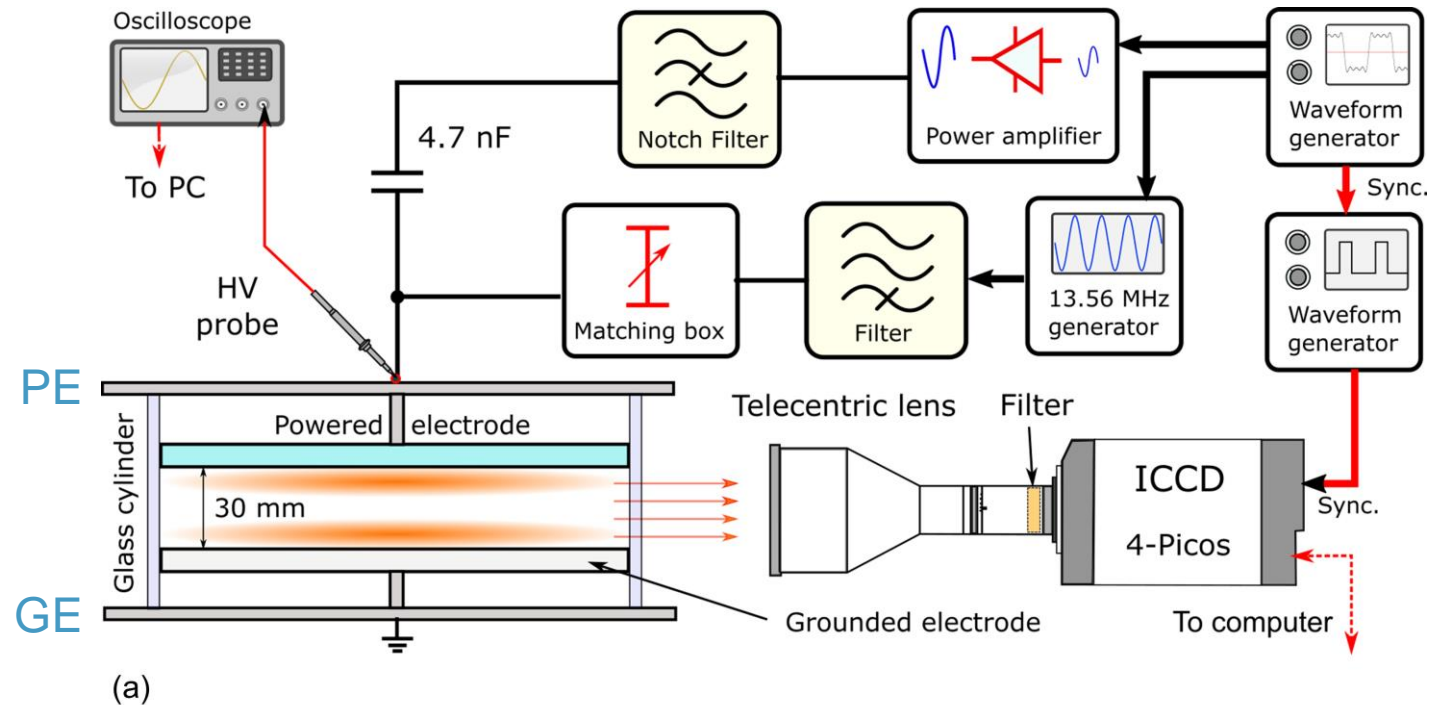 Oscilloscope
To PC
HV
probe
4.7 nF
Notch Filter
Power amplifier
Waveform
generator
Sync.
Matching box
Filter
13.56 MHz
generator
Waveform
generator
PE
Powered electrode
Glass cylinder
30 mm
GE
Grounded electrode
Telecentric lens
Filter
ICCD
4-Picos
Sync.
To computer
(a)